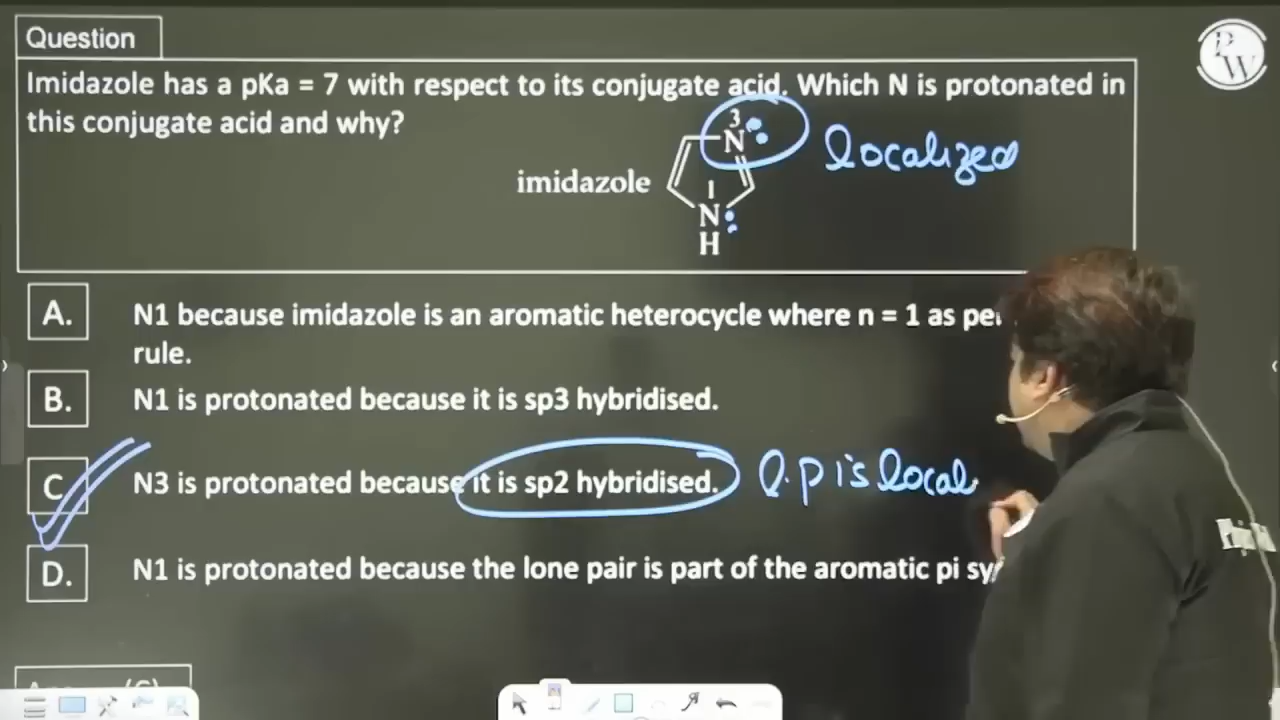 Question
Imidazole has a pKa = 7 with respect to its conjugate acid. Which N is protonated in
this conjugate acid and why?
3
N
localized
imidazole
1
N
H
A.
N1 because imidazole is an aromatic heterocycle where n = 1 as per
rule.
B.
N1 is protonated because it is sp3 hybridised.
C
N3 is protonated because it is sp2 hybridised.
l.p is local
D.
N1 is protonated because the lone pair is part of the aromatic pi sy
P
W